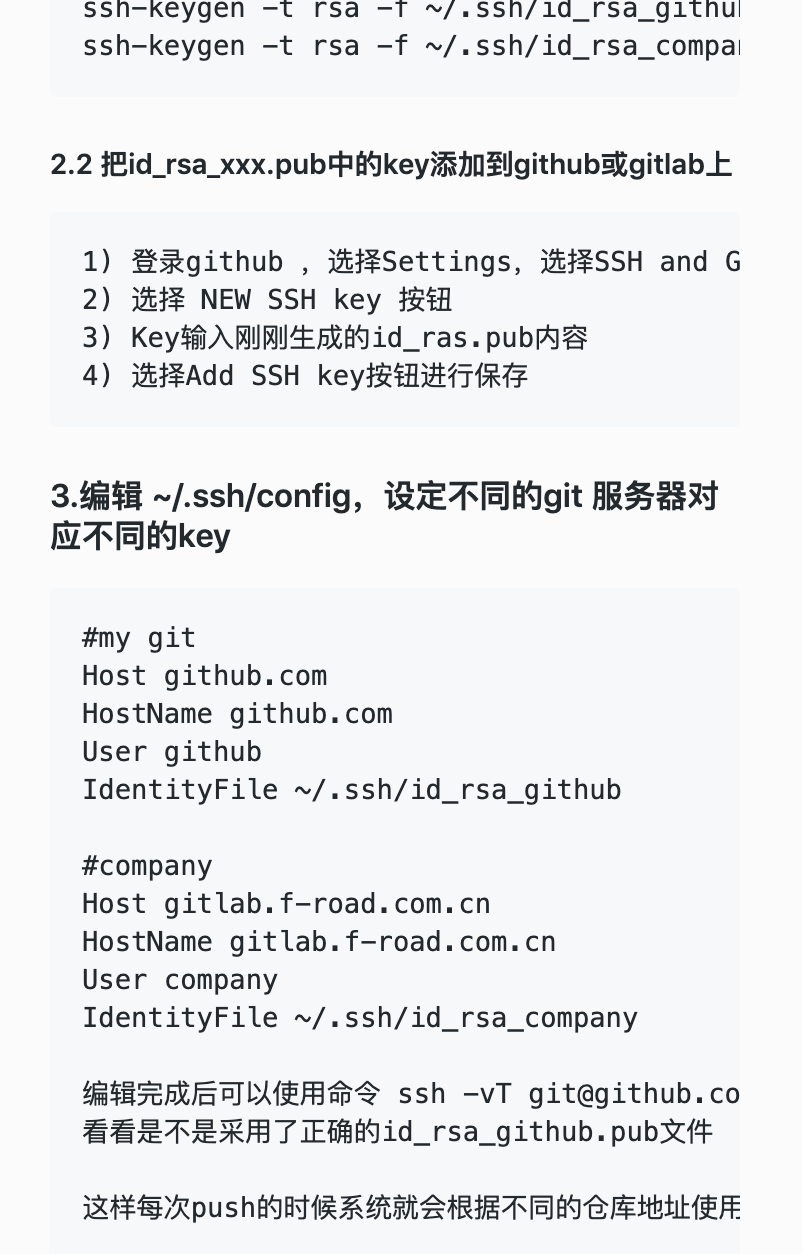 ssh-keygen -t rsa -f ~/.ssh/id_rsa_github
ssh-keygen -t rsa -f ~/.ssh/id_rsa_compan
2.2 把id_rsa_xxx.pub中的key添加到github或gitlab上
1) 登录github ，选择Settings，选择SSH and G
2) 选择 NEW SSH key 按钮
3) Key输入刚刚生成的id_ras.pub内容
4) 选择Add SSH key按钮进行保存
3.编辑 ~/.ssh/config，设定不同的git 服务器对
应不同的key
#my git
Host github.com
HostName github.com
User github
IdentityFile ~/.ssh/id_rsa_github
#company
Host gitlab.f-road.com.cn
HostName gitlab.f-road.com.cn
User company
IdentityFile ~/.ssh/id_rsa_company
编辑完成后可以使用命令 ssh -vT git@github.co
看看是不是采用了正确的id_rsa_github.pub文件
这样每次push的时候系统就会根据不同的仓库地址使用